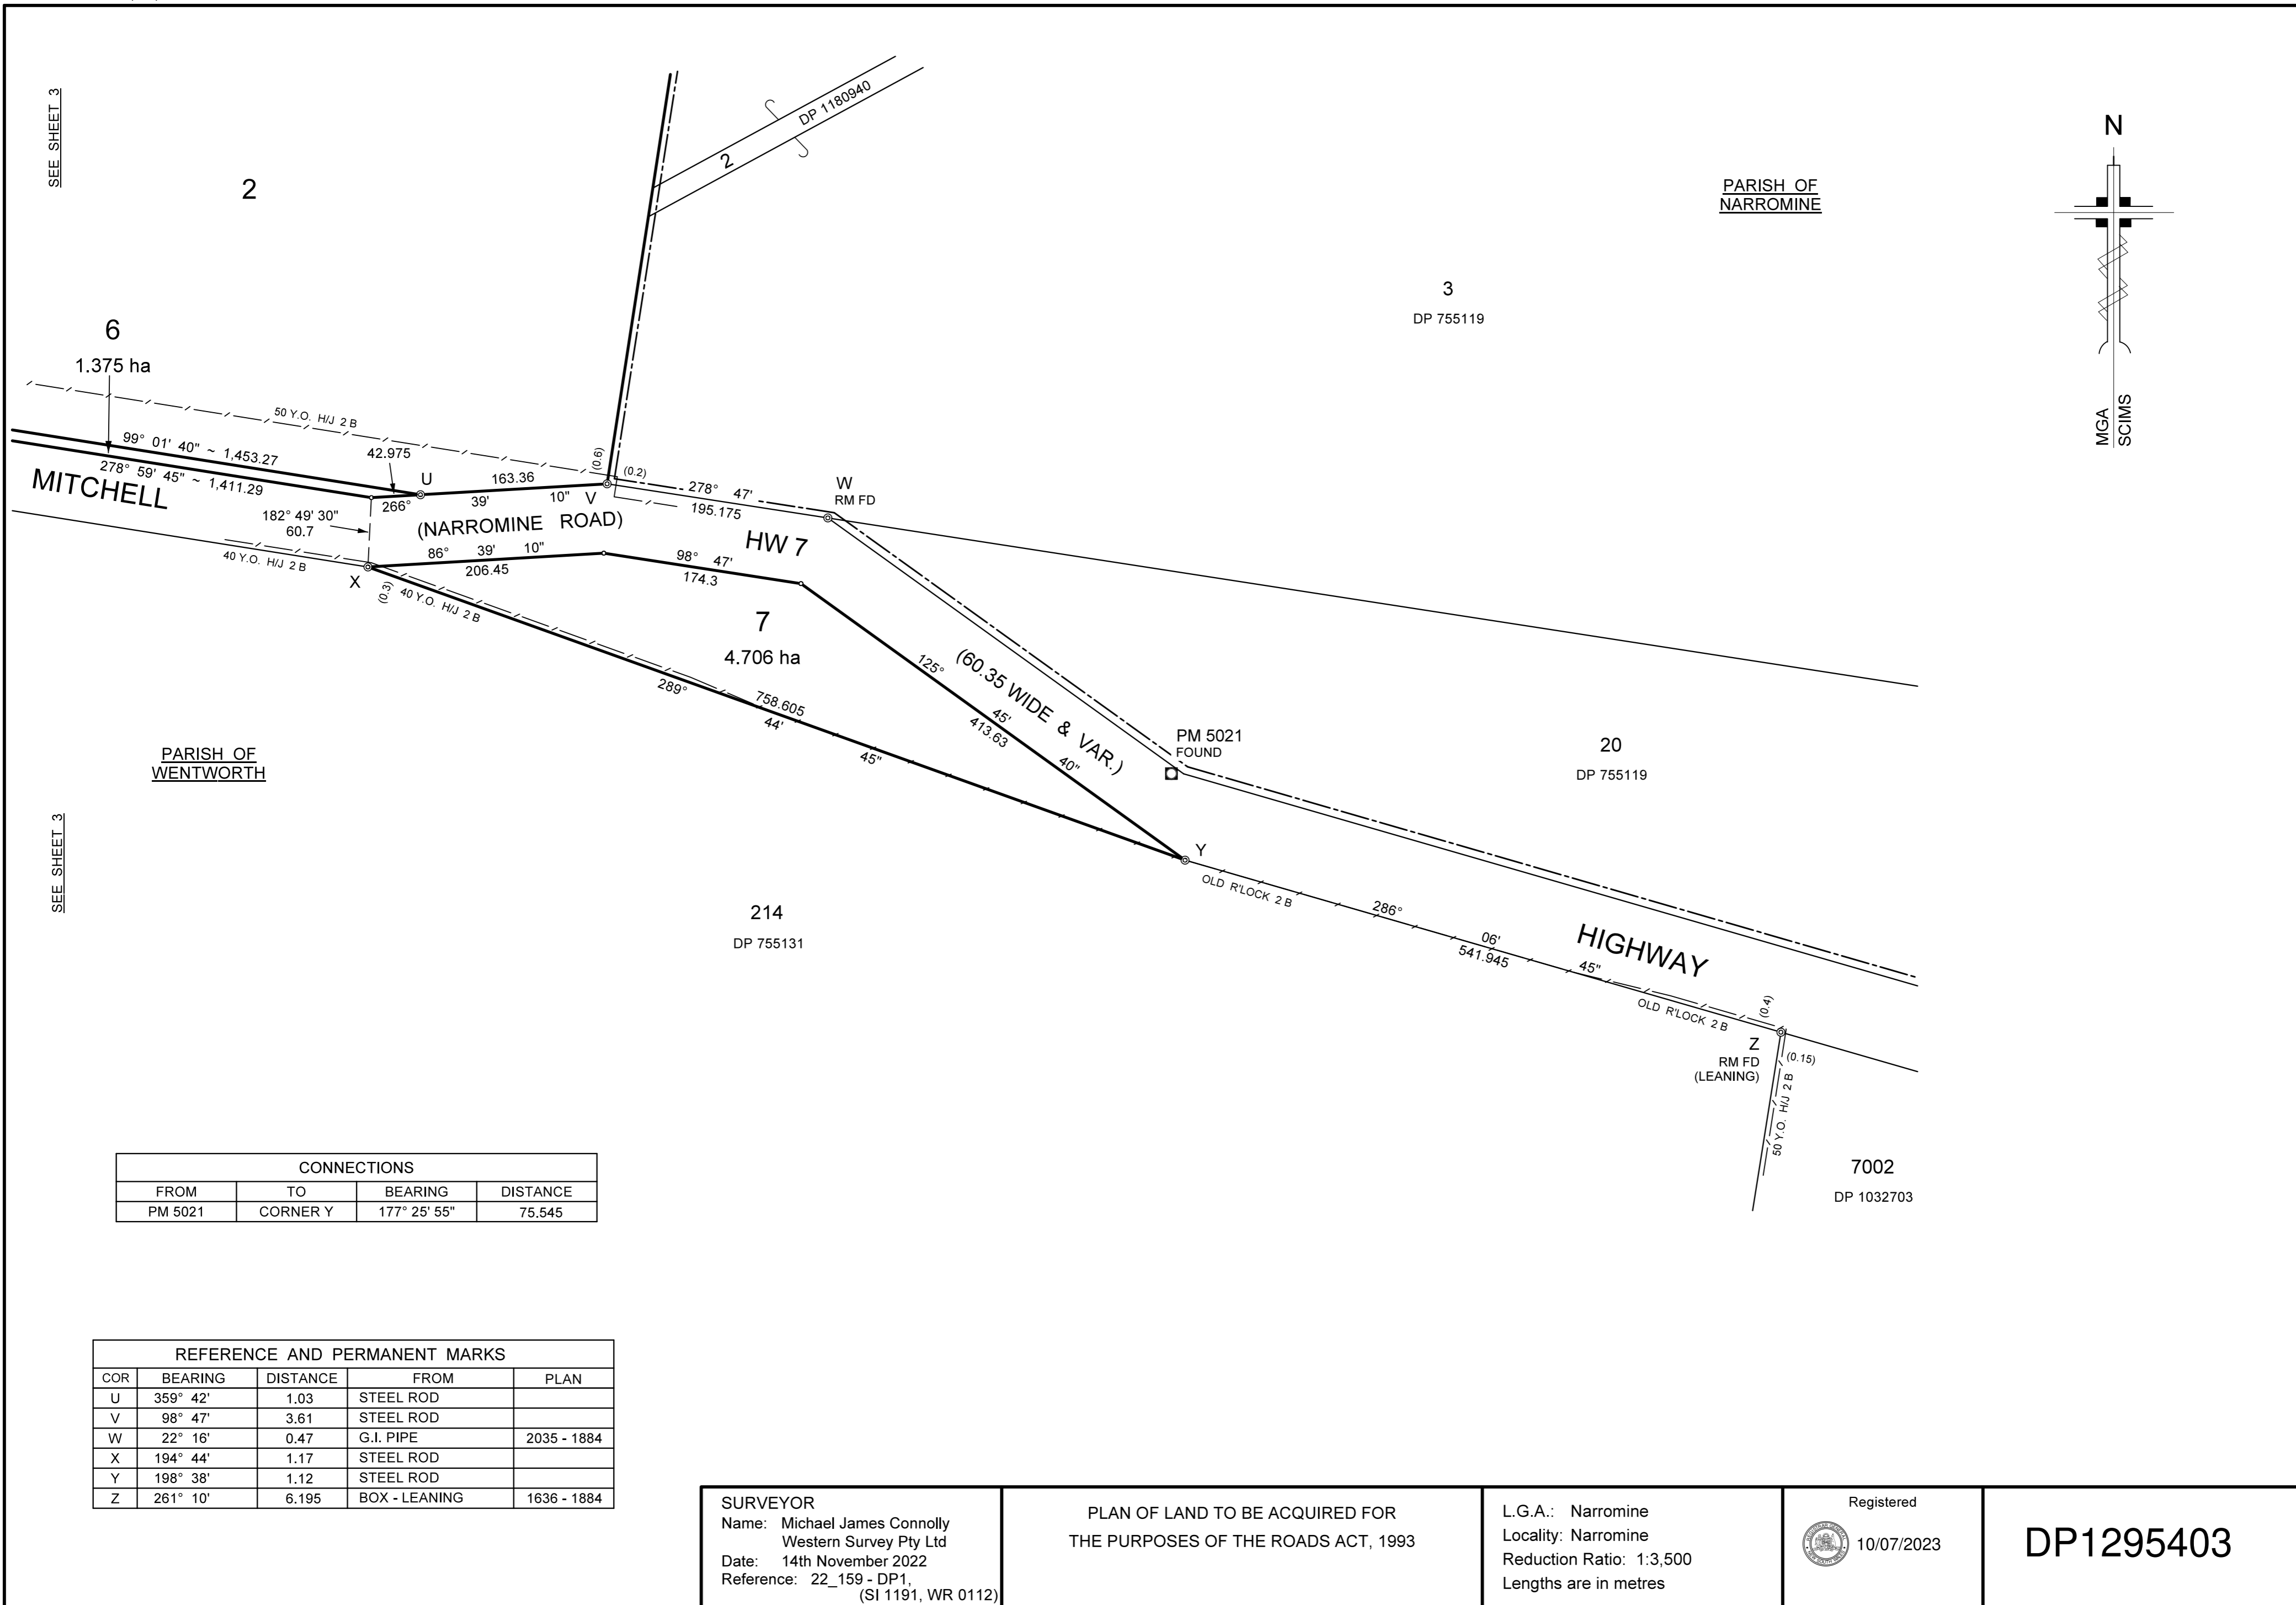 SEE SHEET 3
2
DP 1180940
2
PARISH OF
NARROMINE
N
MGA
SCIMS
3
DP 755119
6
1.375 ha
50 Y.O. H/J 2 B
99° 01' 40" ~ 1,453.27
278° 59' 45" ~ 1,411.29
42.975
U
163.36
266° 39' 10"
V
(0.6)
(0.2)
278° 47'
195.175
W
RM FD
MITCHELL
(NARROMINE ROAD)
HW 7
182° 49' 30"
60.7
40 Y.O. H/J 2 B
X
(0.3)
40 Y.O. H/J 2 B
86° 39' 10"
206.45
98° 47'
174.3
7
4.706 ha
289° 44' 45"
758.605
125° 45' 40"
413.63
(60.35 WIDE & VAR.)
PM 5021
FOUND
20
DP 755119
PARISH OF
WENTWORTH
SEE SHEET 3
Y
OLD R'LOCK 2 B
286° 06' 45"
541.945
HIGHWAY
OLD R'LOCK 2 B
(0.4)
Z
RM FD
(LEANING)
(0.15)
50 Y.O. H/J 2 B
214
DP 755131
7002
DP 1032703
CONNECTIONS
FROM TO BEARING DISTANCE
PM 5021 CORNER Y 177° 25' 55" 75.545
REFERENCE AND PERMANENT MARKS
COR BEARING DISTANCE FROM PLAN
U 359° 42' 1.03 STEEL ROD
V 98° 47' 3.61 STEEL ROD
W 22° 16' 0.47 G.I. PIPE 2035 - 1884
X 194° 44' 1.17 STEEL ROD
Y 198° 38' 1.12 STEEL ROD
Z 261° 10' 6.195 BOX - LEANING 1636 - 1884
SURVEYOR
Name: Michael James Connolly
Western Survey Pty Ltd
Date: 14th November 2022
Reference: 22_159 - DP1,
(SI 1191, WR 0112)
PLAN OF LAND TO BE ACQUIRED FOR
THE PURPOSES OF THE ROADS ACT, 1993
L.G.A.: Narromine
Locality: Narromine
Reduction Ratio: 1:3,500
Lengths are in metres
Registered
10/07/2023
DP1295403